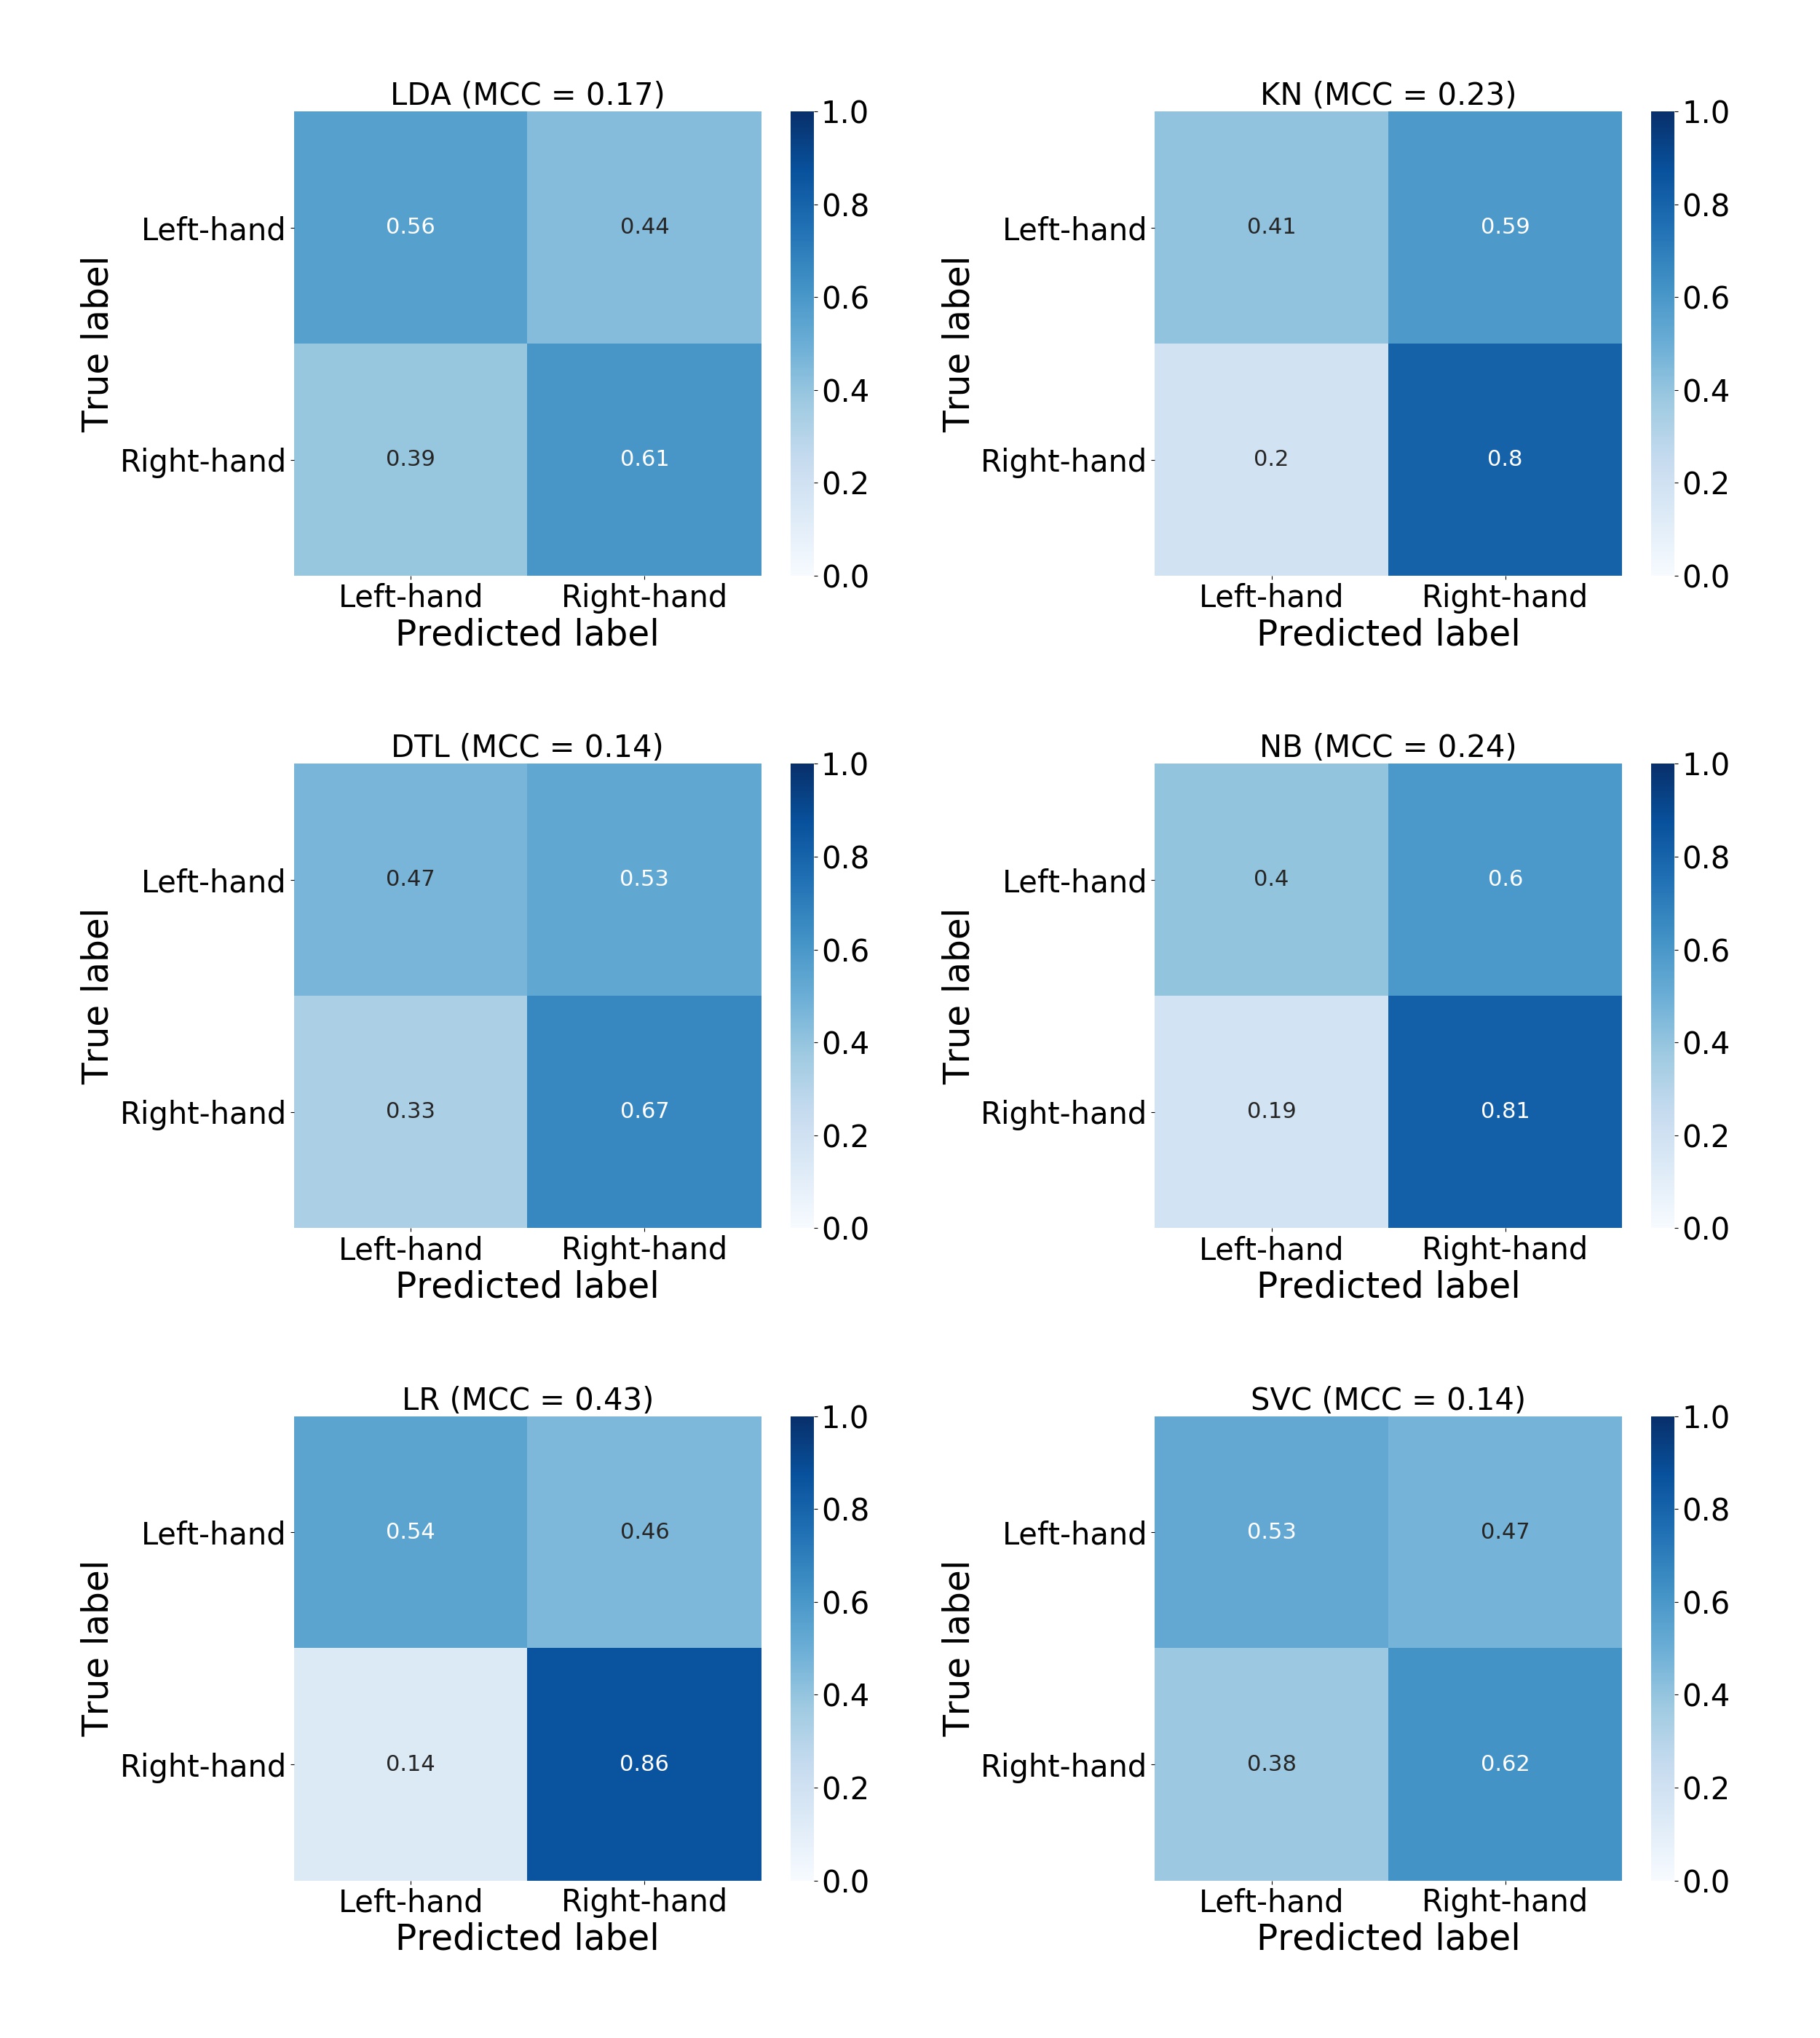 LDA (MCC = 0.17)
1.0
0.8
0.6
0.4
0.2
0.0
True label
Left-hand
Right-hand
0.56 0.44
0.39 0.61
Left-hand Right-hand
Predicted label
KN (MCC = 0.23)
1.0
0.8
0.6
0.4
0.2
0.0
True label
Left-hand
Right-hand
0.41 0.59
0.2 0.8
Left-hand Right-hand
Predicted label
DTL (MCC = 0.14)
1.0
0.8
0.6
0.4
0.2
0.0
True label
Left-hand
Right-hand
0.47 0.53
0.33 0.67
Left-hand Right-hand
Predicted label
NB (MCC = 0.24)
1.0
0.8
0.6
0.4
0.2
0.0
True label
Left-hand
Right-hand
0.4 0.6
0.19 0.81
Left-hand Right-hand
Predicted label
LR (MCC = 0.43)
1.0
0.8
0.6
0.4
0.2
0.0
True label
Left-hand
Right-hand
0.54 0.46
0.14 0.86
Left-hand Right-hand
Predicted label
SVC (MCC = 0.14)
1.0
0.8
0.6
0.4
0.2
0.0
True label
Left-hand
Right-hand
0.53 0.47
0.38 0.62
Left-hand Right-hand
Predicted label